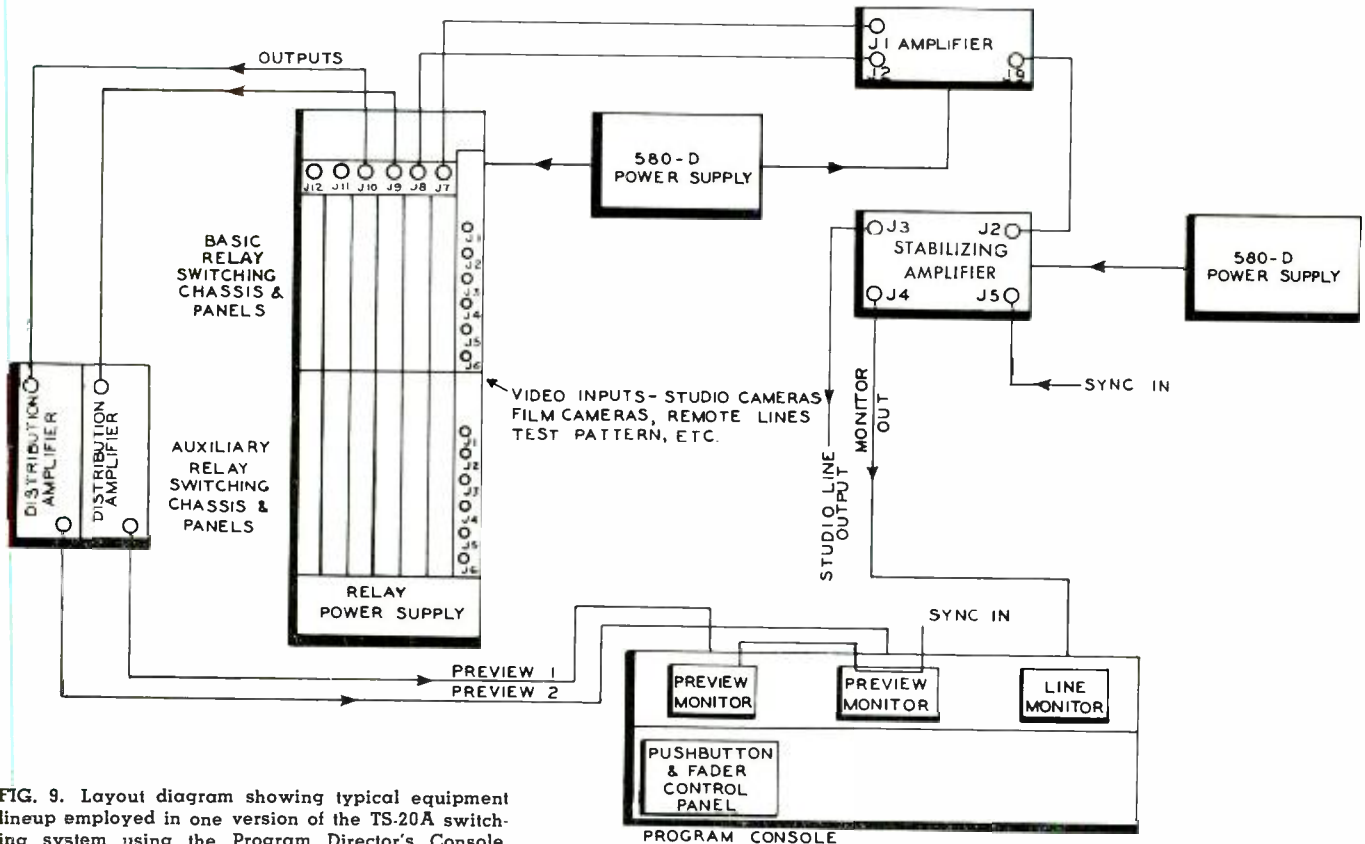 OUTPUTS
J1 AMPLIFIER
J2
J9
580-D
POWER SUPPLY
J12 J11 J10 J9 J8 J7
BASIC
RELAY
SWITCHING
CHASSIS &
PANELS
J1
J2
J3
J4
J5
J6
J3 J2
STABILIZING
AMPLIFIER
J4 J5
580-D
POWER SUPPLY
SYNC IN
VIDEO INPUTS - STUDIO CAMERAS
FILM CAMERAS, REMOTE LINES
TEST PATTERN, ETC.
MONITOR
OUT
STUDIO LINE
OUTPUT
DISTRIBUTION
AMPLIFIER
DISTRIBUTION
AMPLIFIER
AUXILIARY
RELAY
SWITCHING
CHASSIS &
PANELS
J1
J2
J3
J4
J5
J6
RELAY
POWER SUPPLY
SYNC IN
PREVIEW 1
PREVIEW 2
PREVIEW
MONITOR
PREVIEW
MONITOR
LINE
MONITOR
PUSHBUTTON
& FADER
CONTROL
PANEL
PROGRAM CONSOLE
FIG. 9. Layout diagram showing typical equipment
lineup employed in one version of the TS-20A switch-
ing system using the Program Director's Console.